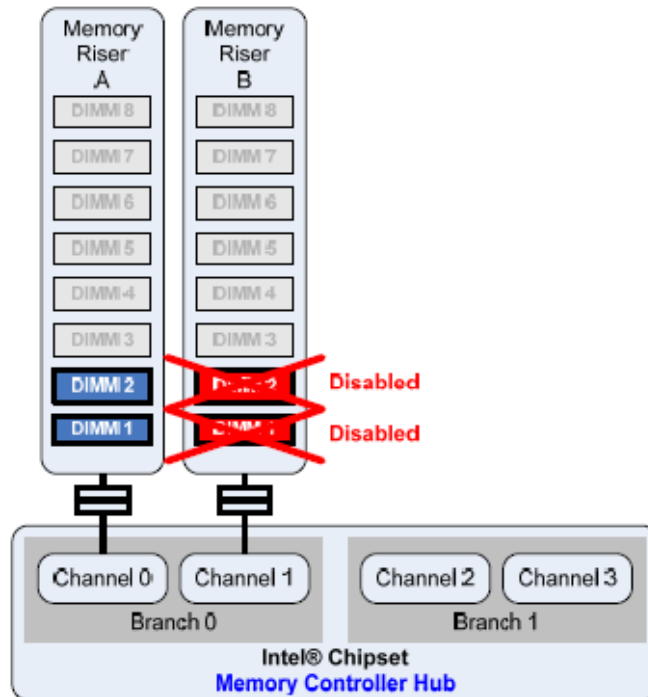 Memory
Riser
A
DIMM 8
DIMM 7
DIMM 6
DIMM 5
DIMM 4
DIMM 3
DIMM 2
DIMM 1
Memory
Riser
B
DIMM 8
DIMM 7
DIMM 6
DIMM 5
DIMM 4
DIMM 3
Disabled
Disabled
Channel 0
Channel 1
Branch 0
Channel 2
Channel 3
Branch 1
Intel® Chipset
Memory Controller Hub